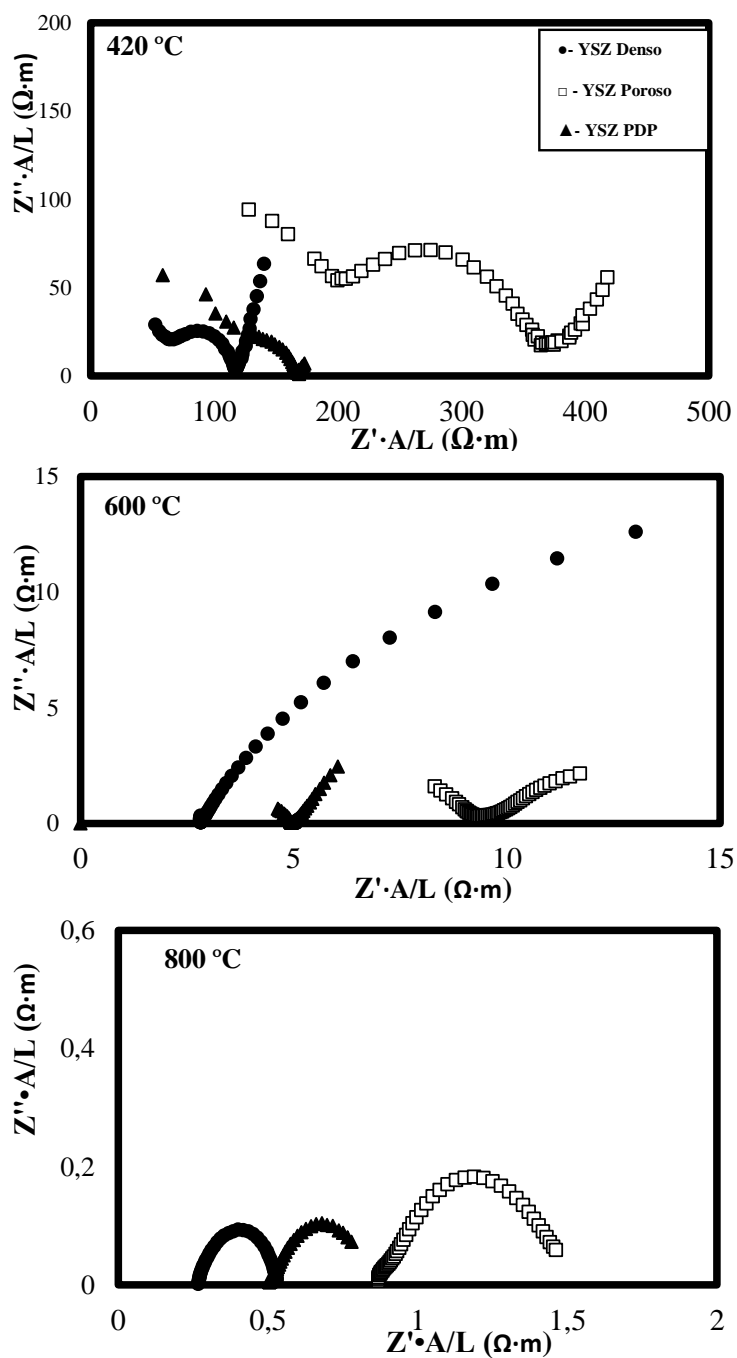 200
420 ºC
●- YSZ Denso
□ - YSZ Poroso
▲- YSZ PDP
150
100
50
0
Z''·A/L (Ω·m)
0 100 200 300 400 500
Z'·A/L (Ω·m)
15
600 ºC
10
5
0
Z''·A/L (Ω·m)
0 5 10 15
Z'·A/L (Ω·m)
0,6
800 ºC
0,4
0,2
0
Z''•A/L (Ω·m)
0 0,5 1 1,5 2
Z'•A/L (Ω·m)